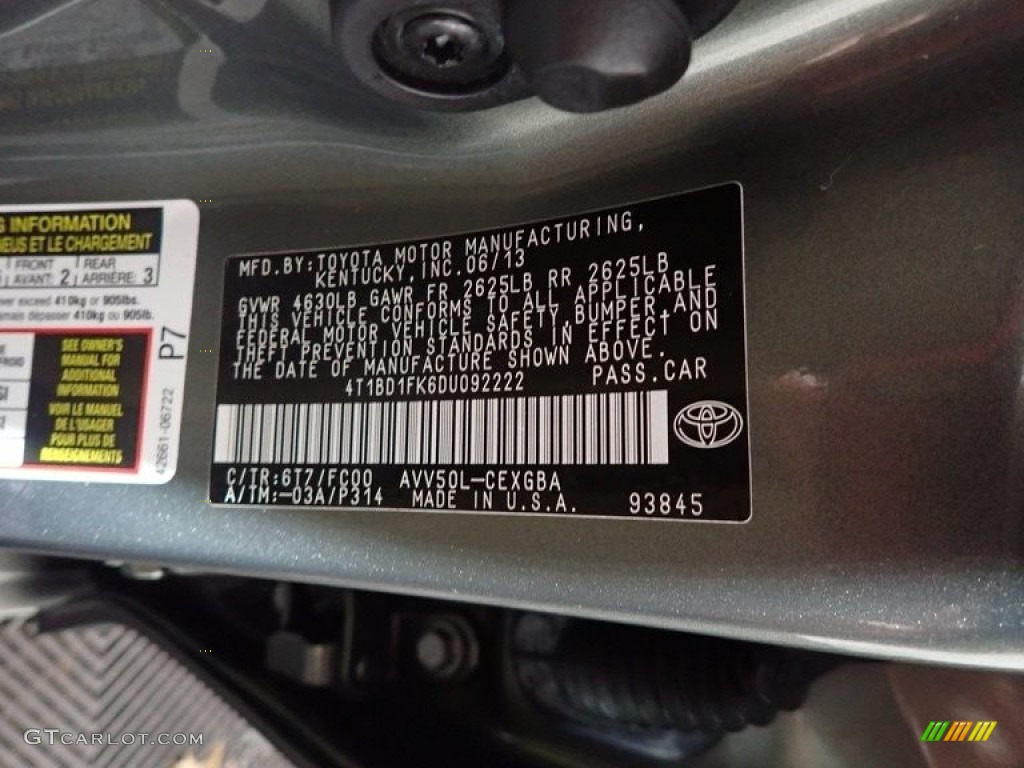 S INFORMATION
NEUS ET LE CHARGEMENT
FRONT REAR
AVANT: 2 ARRIÈRE: 3
ver exceed 410kg or 905lbs.
amais dépasser 410kg ou 905lb.
SEE OWNER'S
MANUAL FOR
ADDITIONAL
INFORMATION
VOIR LE MANUEL
DE L'USAGER
POUR PLUS DE
RENSEIGNEMENTS
P7
42661-06722
MFD.BY:TOYOTA MOTOR MANUFACTURING,
KENTUCKY,INC.06/13
GVWR 4630LB GAWR FR 2625LB RR 2625LB
THIS VEHICLE CONFORMS TO ALL APPLICABLE
FEDERAL MOTOR VEHICLE SAFETY,BUMPER,AND
THEFT PREVENTION STANDARDS IN EFFECT ON
THE DATE OF MANUFACTURE SHOWN ABOVE.
4T1BD1FK6DU092222 PASS.CAR
C/TR:6T7/FC00 AVV50L-CEXGBA
A/TM:-03A/P314 MADE IN U.S.A. 93845
GTCARLOT.COM